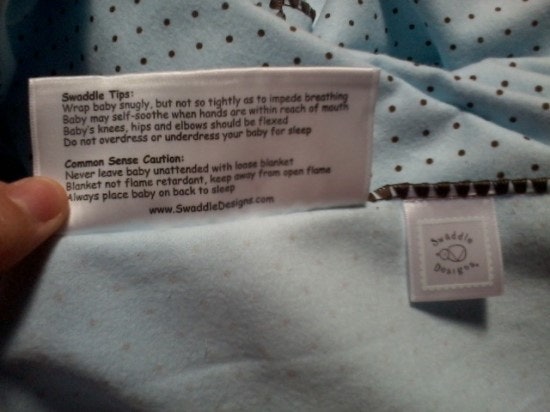 Swaddle Tips:
Wrap baby snugly, but not so tightly as to impede breathing
Baby may self-soothe when hands are within reach of mouth
Baby's knees, hips and elbows should be flexed
Do not overdress or underdress your baby for sleep
Common Sense Caution:
Never leave baby unattended with loose blanket
Blanket not flame retardant, keep away from open flame
Always place baby on back to sleep
www.SwaddleDesigns.com
Swaddle
Designs